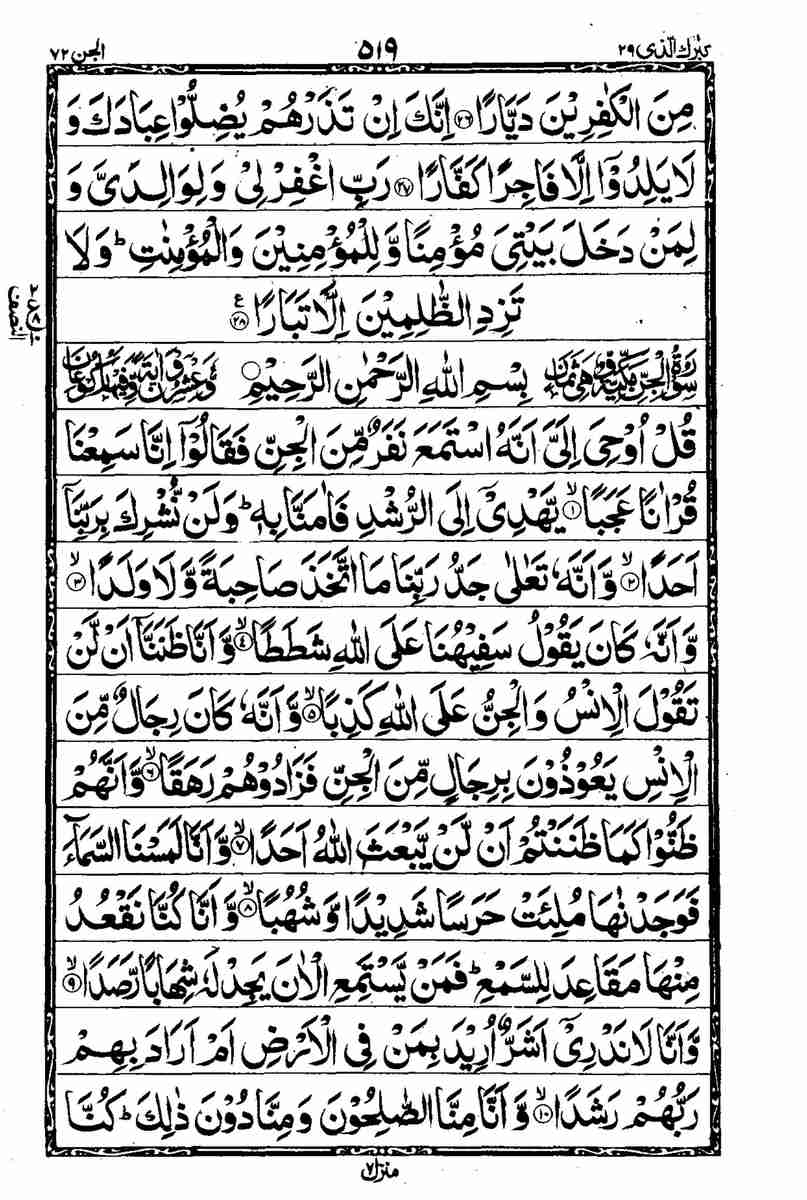 تبٰرك الّذى ٢٩ ٥١٩ الجن ٧٢
مِنَ الْكٰفِرِيْنَ دَيَّارًا ﴿٢٦﴾ اِنَّكَ اِنْ تَذَرْهُمْ يُضِلُّوْا عِبَادَكَ وَ
لَا يَلِدُوْٓا اِلَّا فَاجِرًا كَفَّارًا ﴿٢٧﴾ رَبِّ اغْفِرْ لِىْ وَ لِوَالِدَىَّ وَ
لِمَنْ دَخَلَ بَيْتِىَ مُؤْمِنًا وَّ لِلْمُؤْمِنِيْنَ وَ الْمُؤْمِنٰتِ ؕ وَ لَا
تَزِدِ الظّٰلِمِيْنَ اِلَّا تَبَارًا ﴿٢٨﴾ ع
سُوْرَةُ الْجِنِّ مَكِّيَّةٌ وَّهِىَ ثَمَانٌ بِسْمِ اللّٰهِ الرَّحْمٰنِ الرَّحِيْمِ وَّعِشْرُوْنَ اٰيَةً وَّفِيْهَا رُكُوْعَانِ
قُلْ اُوْحِىَ اِلَىَّ اَنَّهُ اسْتَمَعَ نَفَرٌ مِّنَ الْجِنِّ فَقَالُوْٓا اِنَّا سَمِعْنَا
قُرْاٰنًا عَجَبًا ۙ﴿١﴾ يَّهْدِىْٓ اِلَى الرُّشْدِ فَاٰمَنَّا بِهٖ ؕ وَ لَنْ نُّشْرِكَ بِرَبِّنَاۤ
اَحَدًا ۙ﴿٢﴾ وَّ اَنَّهٗ تَعٰلٰى جَدُّ رَبِّنَا مَا اتَّخَذَ صَاحِبَةً وَّ لَا وَلَدًا ۙ﴿٣﴾
وَّ اَنَّهٗ كَانَ يَقُوْلُ سَفِيْهُنَا عَلَى اللّٰهِ شَطَطًا ۙ﴿٤﴾ وَّ اَنَّا ظَنَنَّاۤ اَنْ لَّنْ
تَقُوْلَ الْاِنْسُ وَ الْجِنُّ عَلَى اللّٰهِ كَذِبًا ۙ﴿٥﴾ وَّ اَنَّهٗ كَانَ رِجَالٌ مِّنَ
الْاِنْسِ يَعُوْذُوْنَ بِرِجَالٍ مِّنَ الْجِنِّ فَزَادُوْهُمْ رَهَقًا ۙ﴿٦﴾ وَّ اَنَّهُمْ
ظَنُّوْا كَمَا ظَنَنْتُمْ اَنْ لَّنْ يَّبْعَثَ اللّٰهُ اَحَدًا ۙ﴿٧﴾ وَّ اَنَّا لَمَسْنَا السَّمَآءَ
فَوَجَدْنٰهَا مُلِئَتْ حَرَسًا شَدِيْدًا وَّ شُهُبًا ۙ﴿٨﴾ وَّ اَنَّا كُنَّا نَقْعُدُ
مِنْهَا مَقَاعِدَ لِلسَّمْعِ ؕ فَمَنْ يَّسْتَمِعِ الْاٰنَ يَجِدْ لَهٗ شِهَابًا رَّصَدًا ۙ﴿٩﴾
وَّ اَنَّا لَا نَدْرِىْٓ اَشَرٌّ اُرِيْدَ بِمَنْ فِى الْاَرْضِ اَمْ اَرَادَ بِهِمْ
رَبُّهُمْ رَشَدًا ۙ﴿١٠﴾ وَّ اَنَّا مِنَّا الصّٰلِحُوْنَ وَ مِنَّا دُوْنَ ذٰلِكَ ؕ كُنَّا
منزل٧